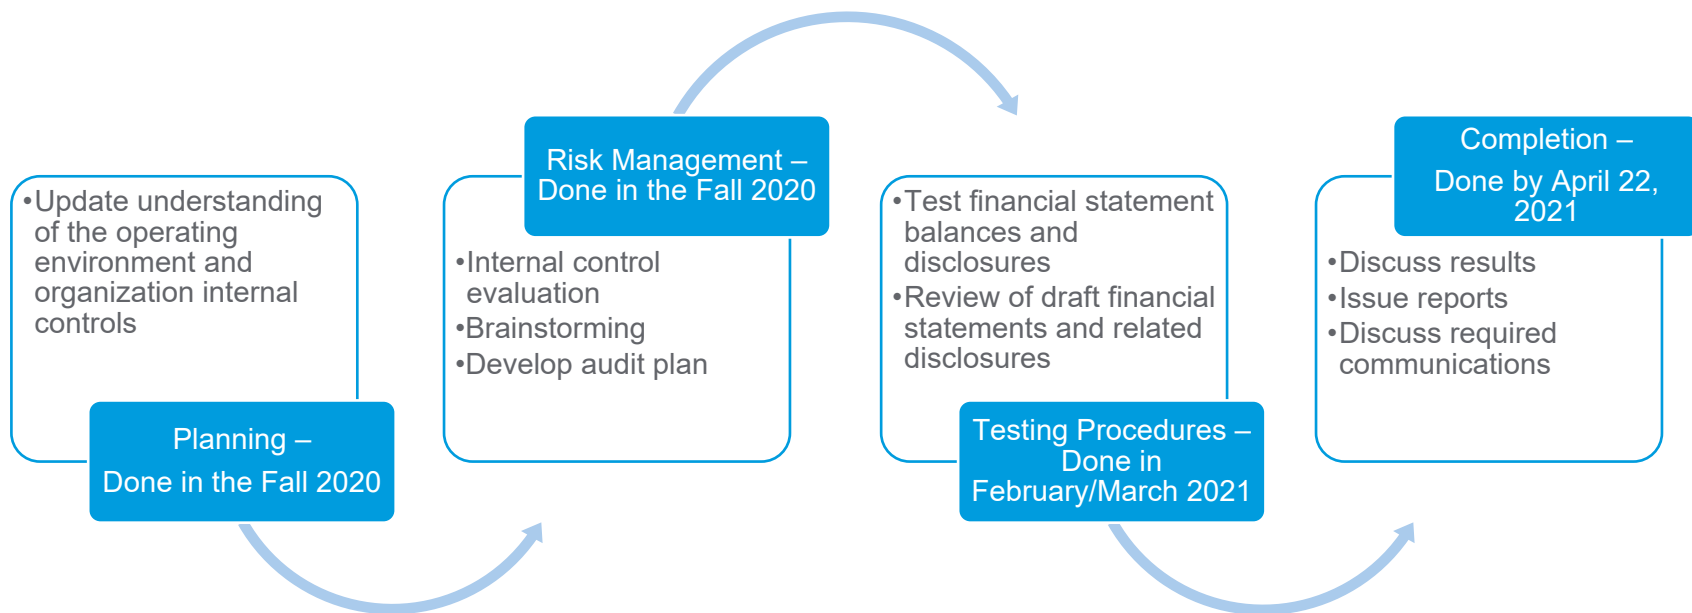 •Update understanding
of the operating
environment and
organization internal
controls
Planning –
Done in the Fall 2020
Risk Management –
Done in the Fall 2020
•Internal control
evaluation
•Brainstorming
•Develop audit plan
•Test financial statement
balances and
disclosures
•Review of draft financial
statements and related
disclosures
Testing Procedures –
Done in
February/March 2021
Completion –
Done by April 22,
2021
•Discuss results
•Issue reports
•Discuss required
communications